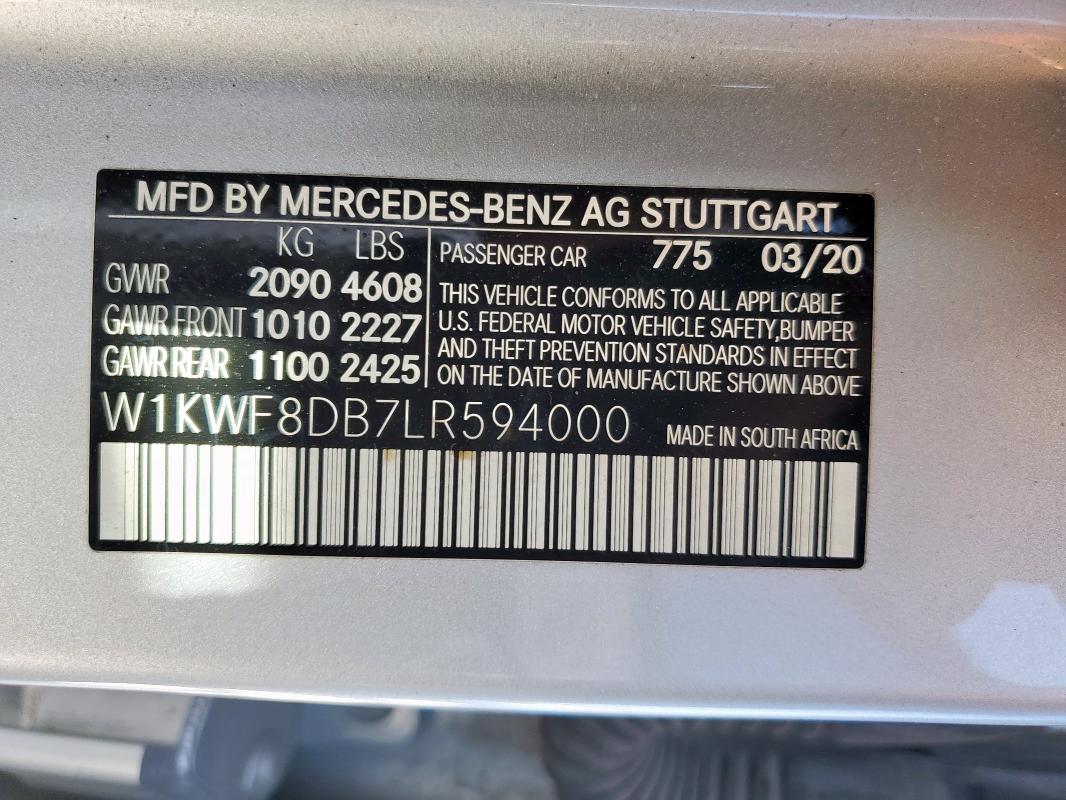 MFD BY MERCEDES-BENZ AG STUTTGART
KG LBS
GVWR 2090 4608
GAWR FRONT 1010 2227
GAWR REAR 1100 2425
PASSENGER CAR 775 03/20
THIS VEHICLE CONFORMS TO ALL APPLICABLE
U.S. FEDERAL MOTOR VEHICLE SAFETY,BUMPER
AND THEFT PREVENTION STANDARDS IN EFFECT
ON THE DATE OF MANUFACTURE SHOWN ABOVE
W1KWF8DB7LR594000
MADE IN SOUTH AFRICA